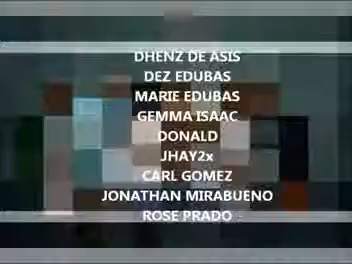 DHENZ DE ASIS
DEZ EDUBAS
MARIE EDUBAS
GEMMA ISAAC
DONALD
JHAY2x
CARL GOMEZ
JONATHAN MIRABUENO
ROSE PRADO